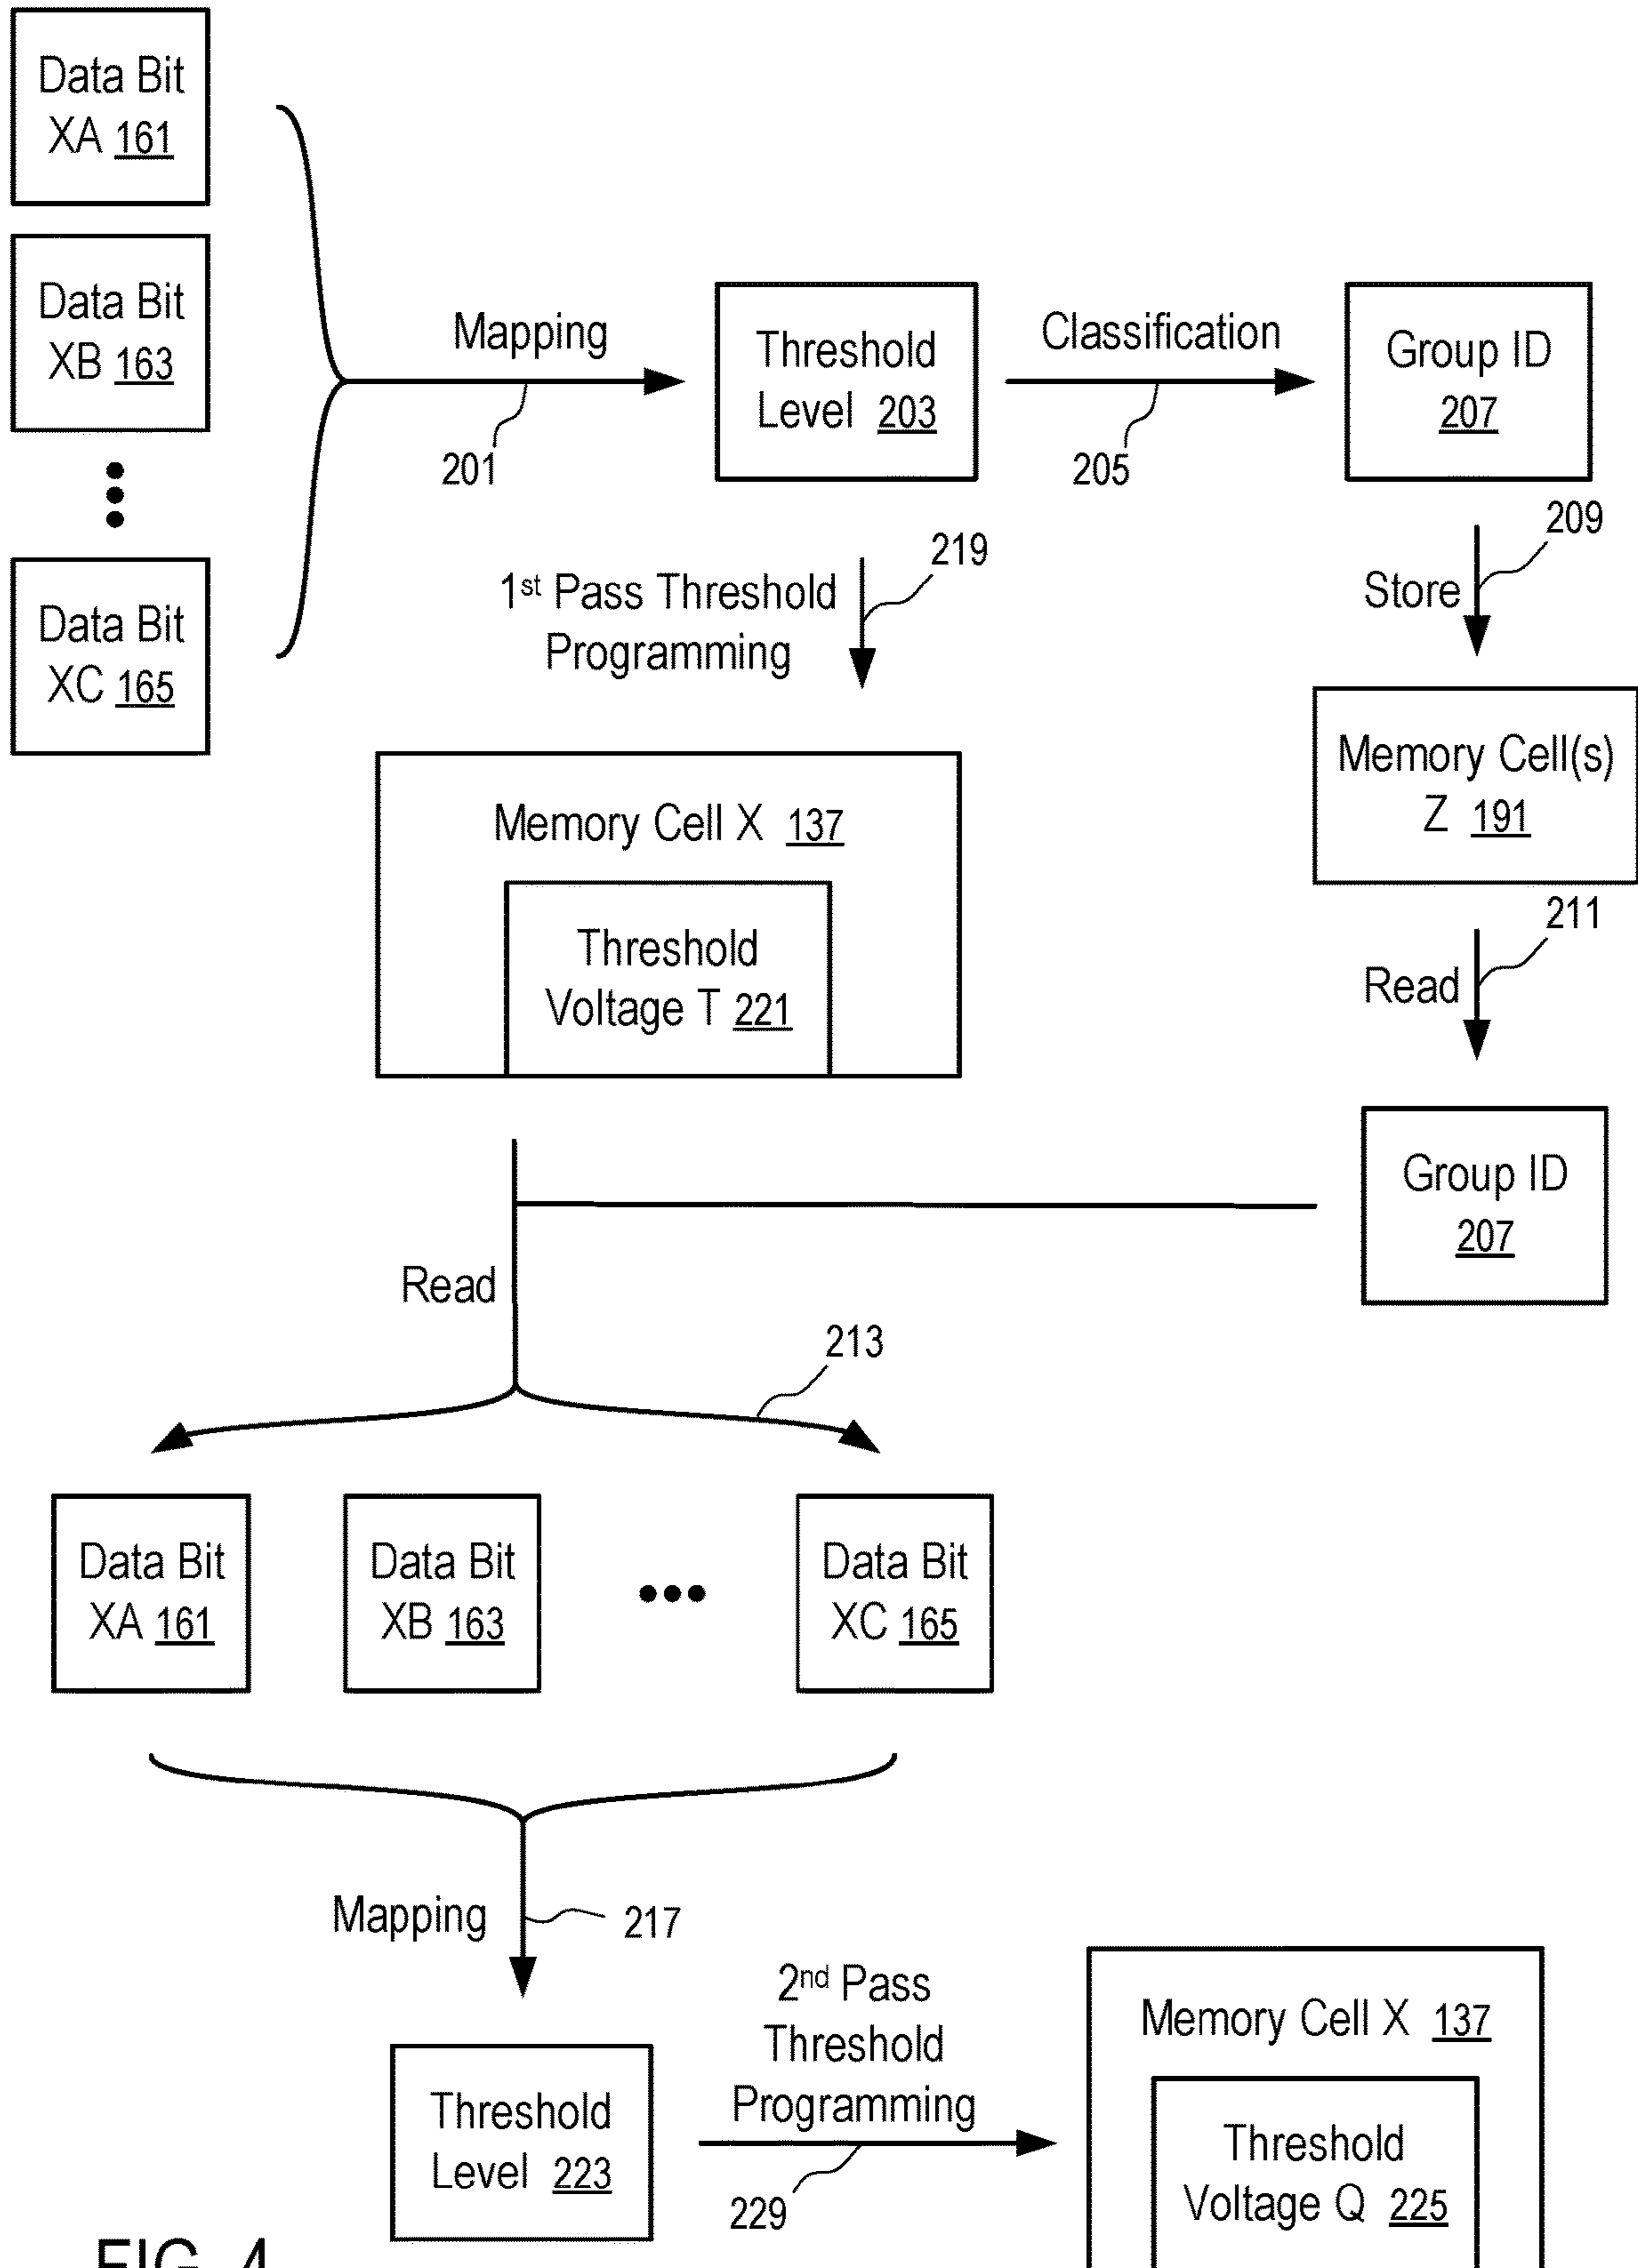 Data Bit
XA 161
Data Bit
XB 163
Data Bit
XC 165
Mapping
201
Threshold
Level 203
Classification
205
Group ID
207
209
Store
219
1st Pass Threshold
Programming
Memory Cell X 137
Threshold
Voltage T 221
Memory Cell(s)
Z 191
211
Read
Group ID
207
Read
213
Data Bit
XA 161
Data Bit
XB 163
Data Bit
XC 165
Mapping
217
Threshold
Level 223
2nd Pass
Threshold
Programming
229
Memory Cell X 137
Threshold
Voltage Q 225
FIG. 4